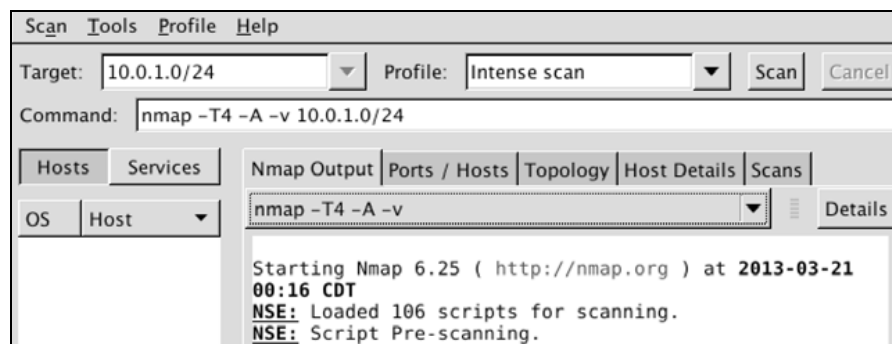 Scan Tools Profile Help
Target: 10.0.1.0/24 Profile: Intense scan Scan Cancel
Command: nmap -T4 -A -v 10.0.1.0/24
Hosts Services Nmap Output Ports / Hosts Topology Host Details Scans
OS Host nmap -T4 -A -v Details
Starting Nmap 6.25 ( http://nmap.org ) at 2013-03-21
00:16 CDT
NSE: Loaded 106 scripts for scanning.
NSE: Script Pre-scanning.